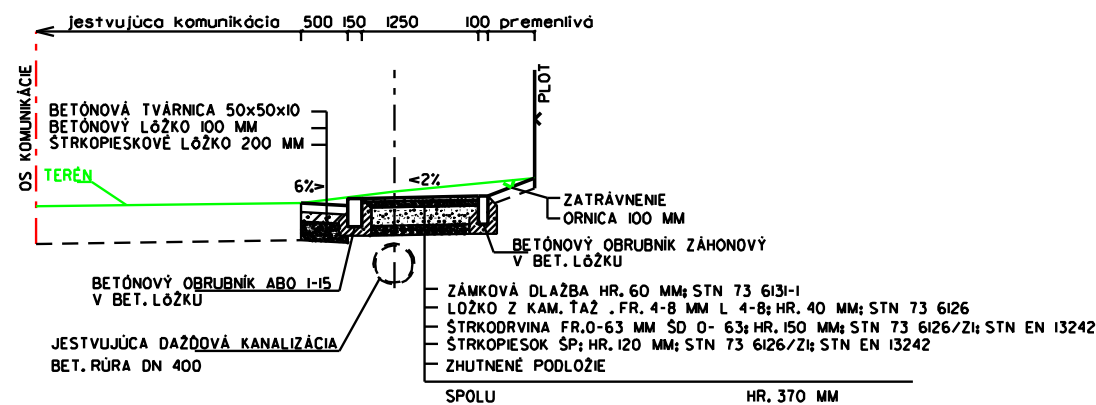 jestvujúca komunikácia 500 150 1250 100 premenlivá
OS KOMUNIKÁCIE
PLOT
BETÓNOVÁ TVÁRNICA 50x50x10
BETÓNOVÝ LÔŽKO 100 MM
ŠTRKOPIESKOVÉ LÔŽKO 200 MM
TERÉN
6%>
<2%
ZATRÁVNENIE
ORNICA 100 MM
BETÓNOVÝ OBRUBNÍK ZÁHONOVÝ
V BET. LÔŽKU
BETÓNOVÝ OBRUBNÍK ABO 1-15
V BET. LÔŽKU
ZÁMKOVÁ DLAŽBA HR. 60 MM; STN 73 6131-1
LOŽKO Z KAM. ŤAŽ . FR. 4-8 MM L 4-8; HR. 40 MM; STN 73 6126
ŠTRKODRVINA FR.0-63 MM ŠD 0- 63; HR. 150 MM; STN 73 6126/Z1; STN EN 13242
ŠTRKOPIESOK ŠP; HR. 120 MM; STN 73 6126/Z1; STN EN 13242
ZHUTNENÉ PODLOŽIE
JESTVUJÚCA DAŽĎOVÁ KANALIZÁCIA
BET. RÚRA DN 400
SPOLU HR. 370 MM